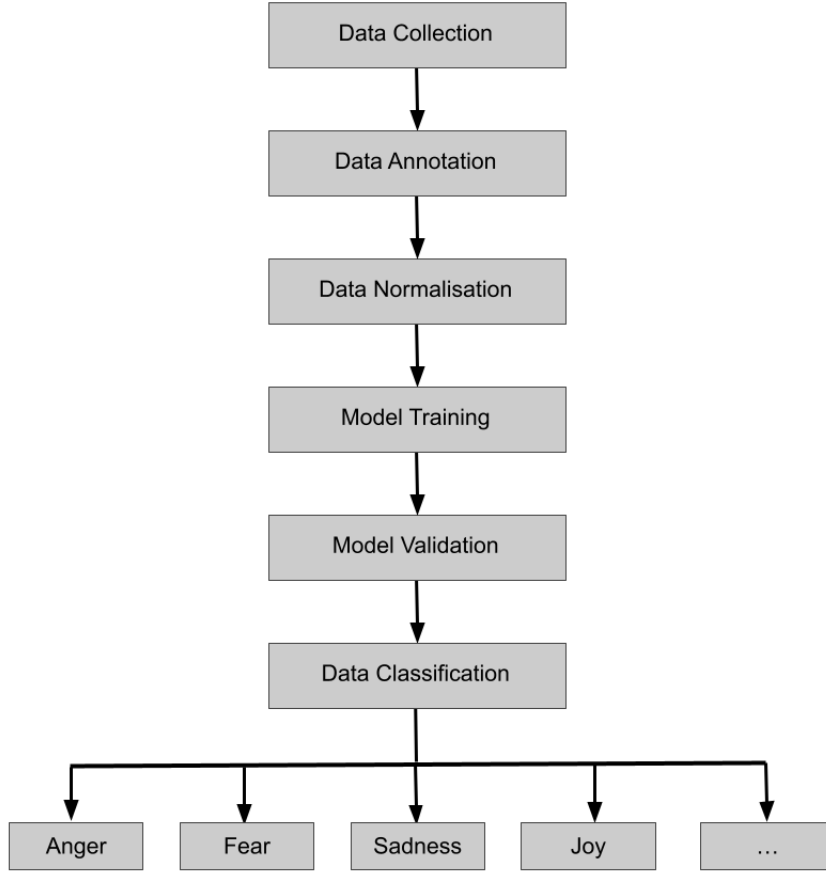 Data Collection
Data Annotation
Data Normalisation
Model Training
Model Validation
Data Classification
Anger
Fear
Sadness
Joy
…